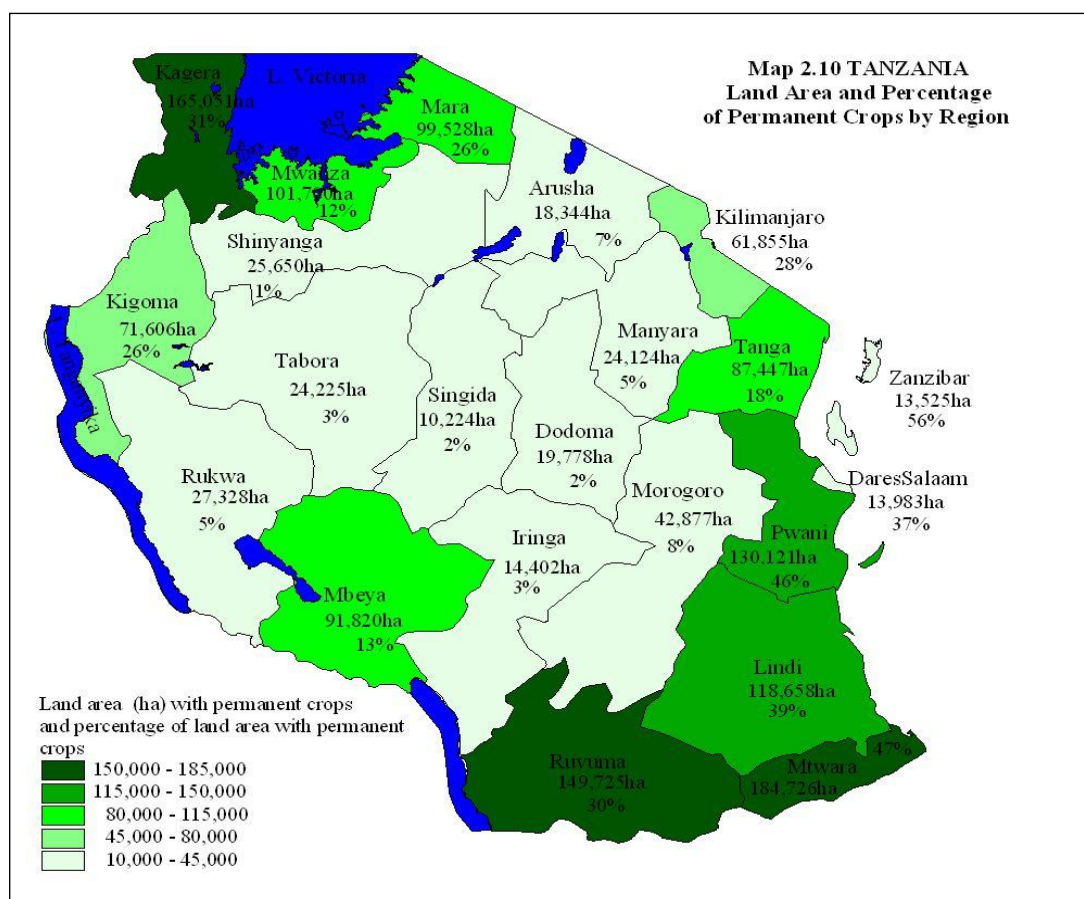 Map 2.10 TANZANIA
Land Area and Percentage
of Permanent Crops by Region
Kagera
165,051ha
31%
L. Victoria
Mara
99,528ha
26%
Mwanza
12%
Arusha
18,344ha
7%
Kilimanjaro
61,855ha
28%
Shinyanga
25,650ha
1%
Kigoma
71,606ha
26%
Tabora
24,225ha
3%
Singida
10,224ha
2%
Manyara
24,124ha
5%
Tanga
87,447ha
18%
Zanzibar
13,525ha
56%
Dodoma
19,778ha
2%
Rukwa
27,328ha
5%
Morogoro
42,877ha
8%
DaresSalaam
13,983ha
37%
Iringa
14,402ha
3%
Pwani
130,121ha
46%
Mbeya
91,820ha
13%
Lindi
118,658ha
39%
Ruvuma
149,725ha
30%
47%
Mtwara
184,726ha
Land area (ha) with permanent crops
and percentage of land area with permanent
crops
150,000 - 185,000
115,000 - 150,000
80,000 - 115,000
45,000 - 80,000
10,000 - 45,000